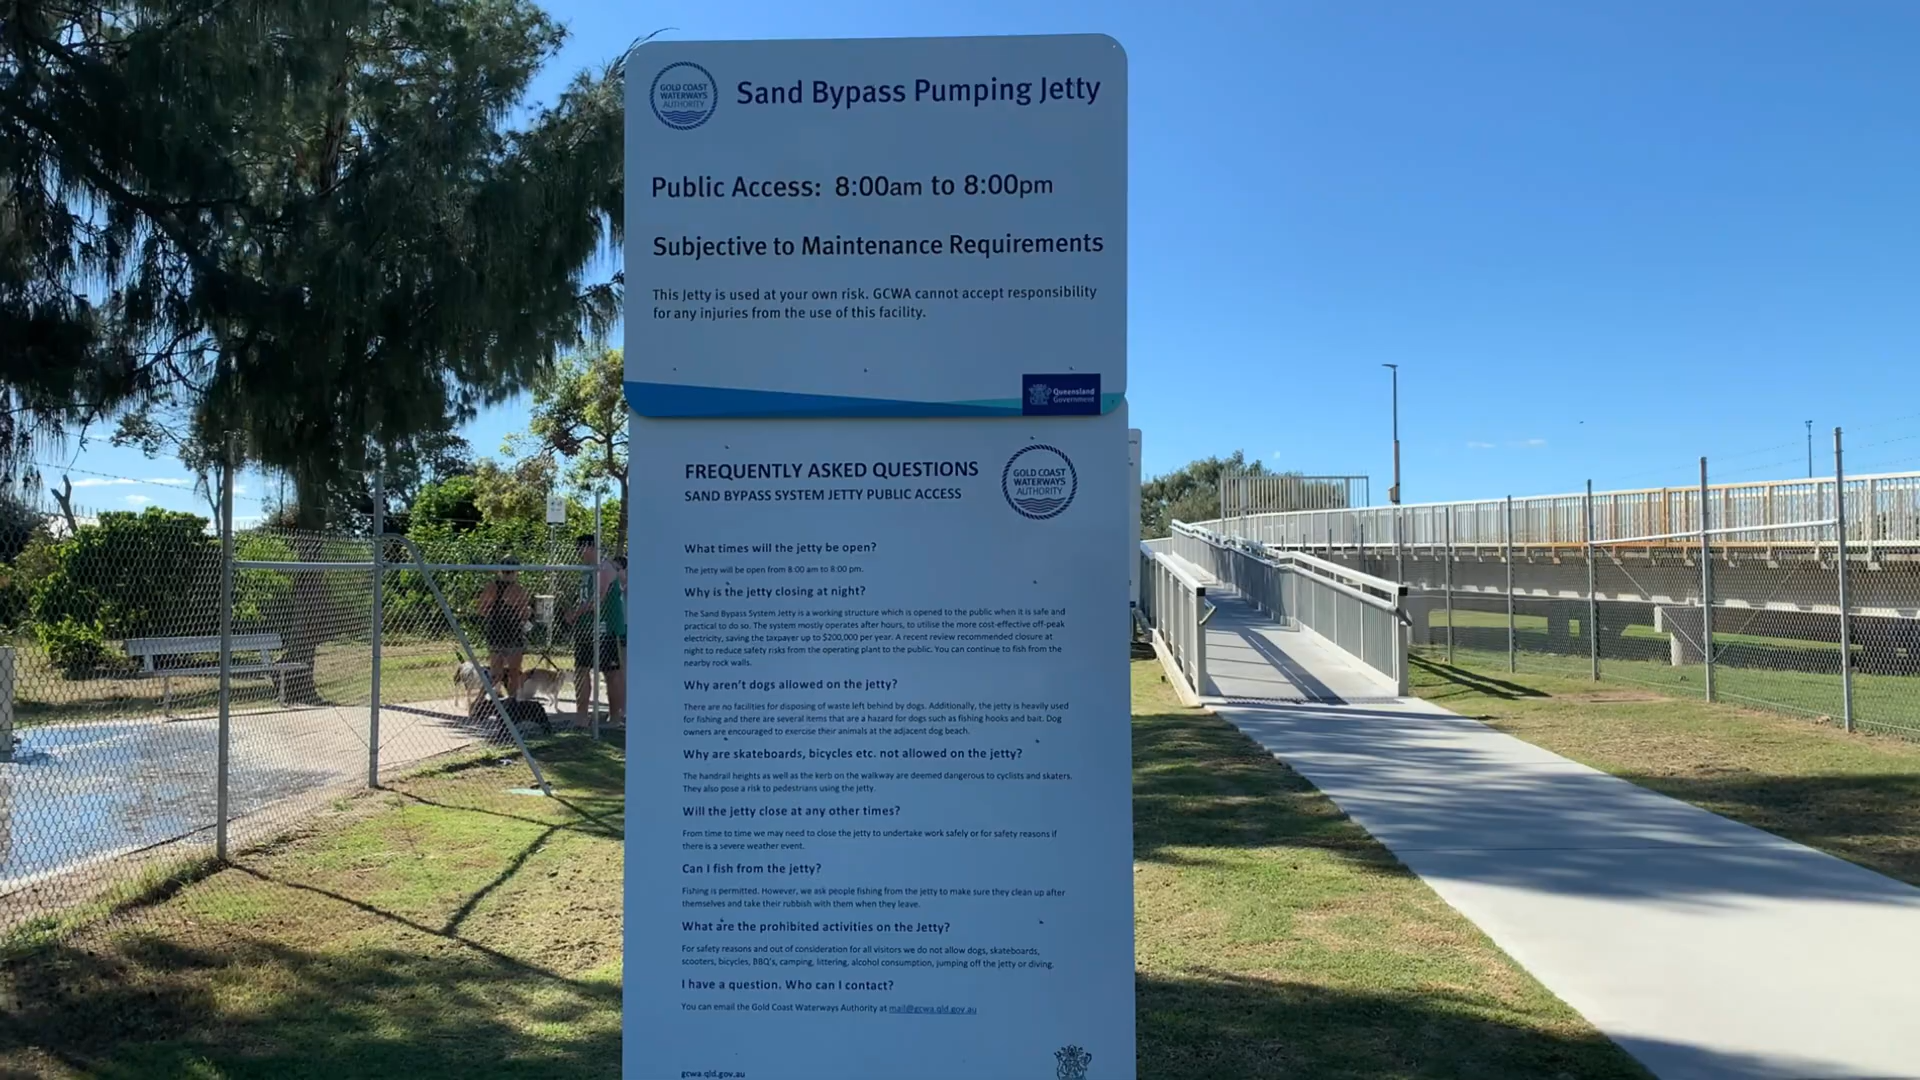 GOLD COAST
WATERWAYS
AUTHORITY
Sand Bypass Pumping Jetty
Public Access: 8:00am to 8:00pm
Subjective to Maintenance Requirements
This Jetty is used at your own risk. GCWA cannot accept responsibility
for any injuries from the use of this facility.
Queensland
Government
FREQUENTLY ASKED QUESTIONS
SAND BYPASS SYSTEM JETTY PUBLIC ACCESS
GOLD COAST
WATERWAYS
AUTHORITY
What times will the jetty be open?
The jetty will be open from 8:00 am to 8:00 pm.
Why is the jetty closing at night?
The Sand Bypass System Jetty is a working structure which is opened to the public when it is safe and
practical to do so. The system mostly operates after hours, to utilise the more cost-effective off-peak
electricity, saving the taxpayer up to $200,000 per year. A recent review recommended closure at
night to reduce safety risks from the operating plant to the public. You can continue to fish from the
nearby rock walls.
Why aren't dogs allowed on the jetty?
There are no facilities for disposing of waste left behind by dogs. Additionally, the jetty is heavily used
for fishing and there are several items that are a hazard for dogs such as fishing hooks and bait. Dog
owners are encouraged to exercise their animals at the adjacent dog beach.
Why are skateboards, bicycles etc. not allowed on the jetty?
The handrail heights as well as the kerb on the walkway are deemed dangerous to cyclists and skaters.
They also pose a risk to pedestrians using the jetty.
Will the jetty close at any other times?
From time to time we may need to close the jetty to undertake work safely or for safety reasons if
there is a severe weather event.
Can I fish from the jetty?
Fishing is permitted. However, we ask people fishing from the jetty to make sure they clean up after
themselves and take their rubbish with them when they leave.
What are the prohibited activities on the Jetty?
For safety reasons and out of consideration for all visitors we do not allow dogs, skateboards,
scooters, bicycles, BBQ's, camping, littering, alcohol consumption, jumping off the jetty or diving.
I have a question. Who can I contact?
You can email the Gold Coast Waterways Authority at mail@gcwa.qld.gov.au
gcwa.qld.gov.au